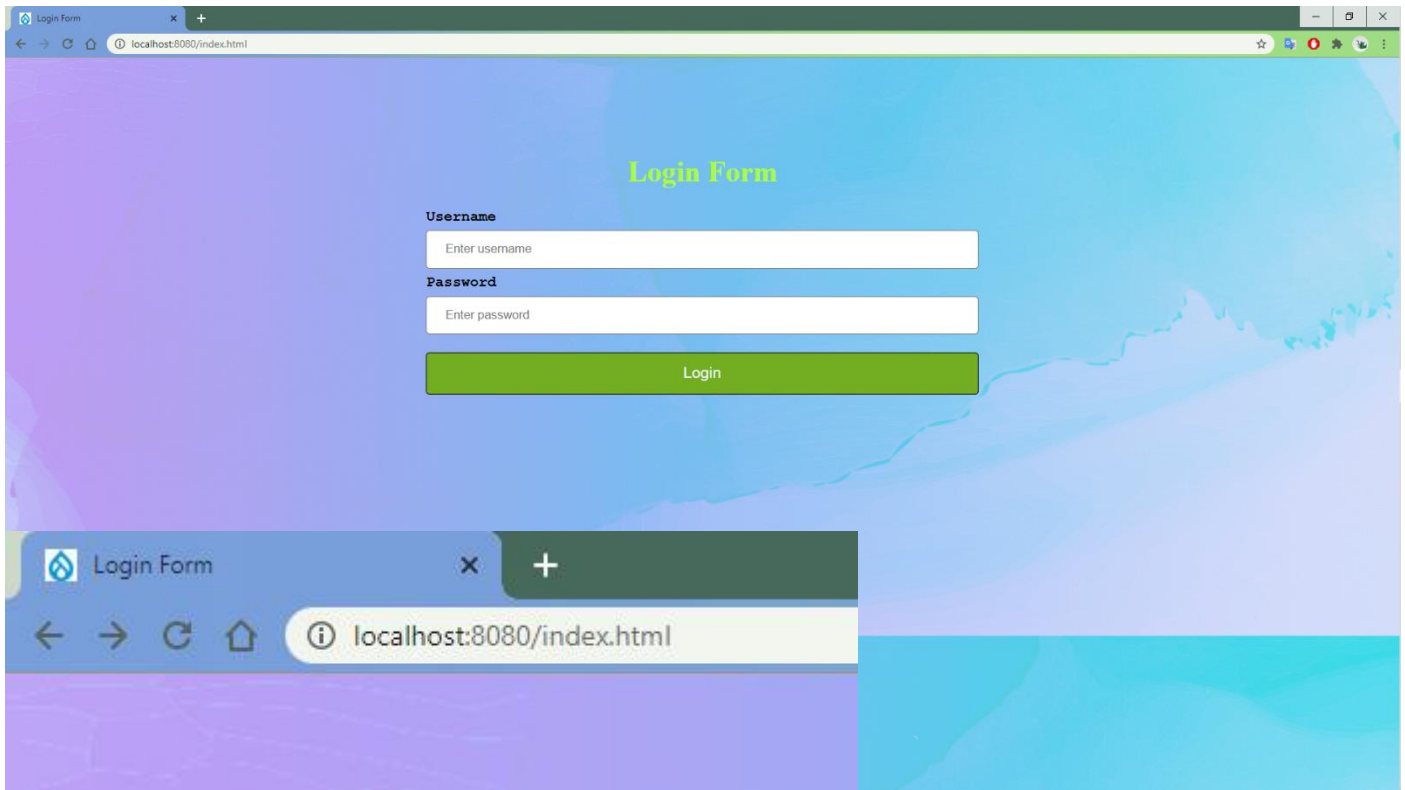 Login Form
localhost:8080/index.html
Login Form
Username
Enter username
Password
Enter password
Login
Login Form
localhost:8080/index.html